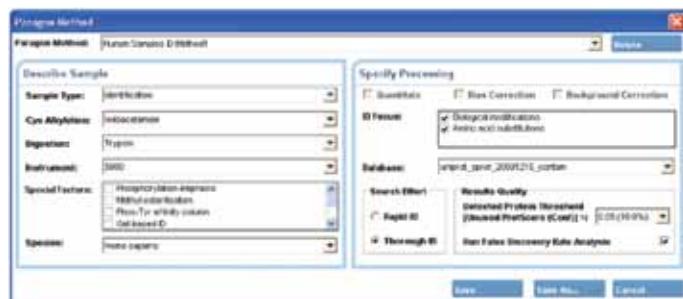 Paragon Method
Paragon Method: Human Samples ID (Method)
Delete
Describe Sample
Sample Type: Identification
Cys Alkylation: Iodoacetamide
Digestion: Trypsin
Instrument: 5800
Special Factors: Phosphorylation emphasis
Methyl esterification
Phos-Tyr affinity column
Gel-based ID
Species: Homo sapiens
Specify Processing
Quantitate Bias Correction Background Correction
ID Focus: Biological modifications
Amino acid substitutions
Database:
Search Effort
Rapid ID
Thorough ID
Results Quality
Detected Protein Threshold
[Unused ProtScore (Conf)] >:
Run False Discovery Rate Analysis
Save Save As... Cancel